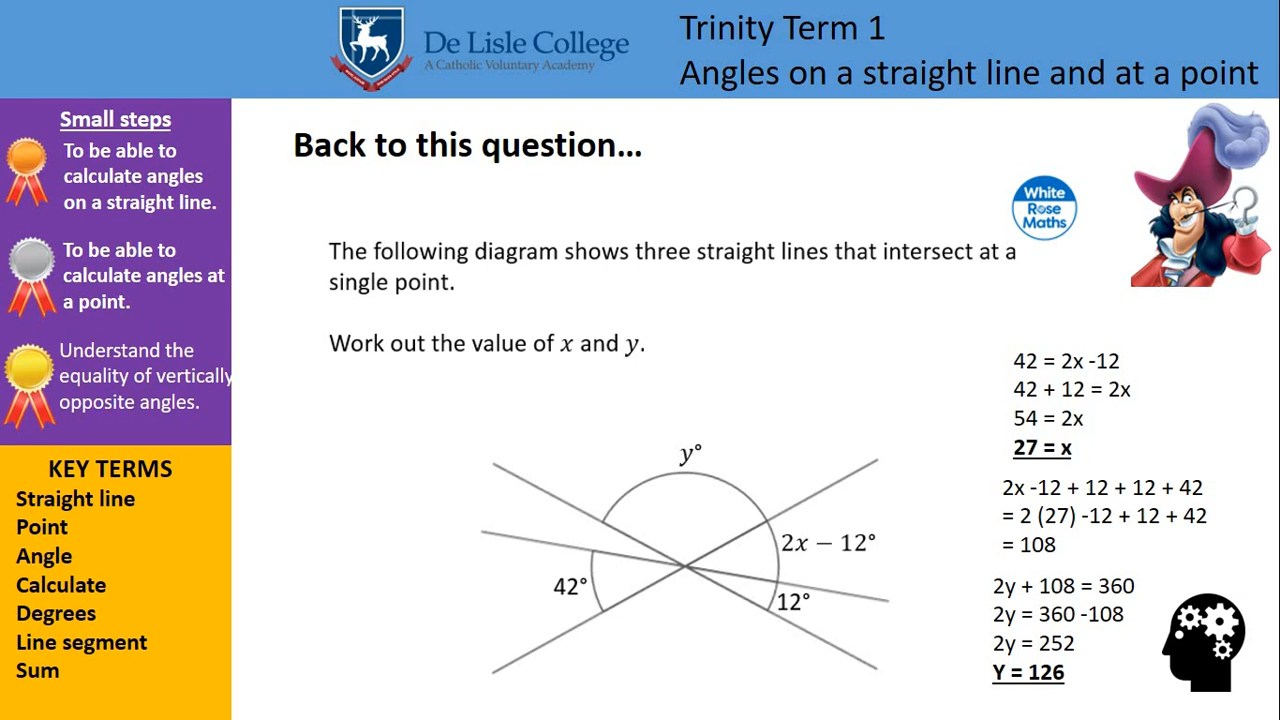 De Lisle College
A Catholic Voluntary Academy
Trinity Term 1
Angles on a straight line and at a point
Small steps
To be able to
calculate angles
on a straight line.
To be able to
calculate angles at
a point.
Understand the
equality of vertically
opposite angles.
KEY TERMS
Straight line
Point
Angle
Calculate
Degrees
Line segment
Sum
Back to this question...
White
Rose
Maths
The following diagram shows three straight lines that intersect at a
single point.
Work out the value of x and y.
y°
2x − 12°
42°
12°
42 = 2x -12
42 + 12 = 2x
54 = 2x
27 = x
2x -12 + 12 + 12 + 42
= 2 (27) -12 + 12 + 42
= 108
2y + 108 = 360
2y = 360 -108
2y = 252
Y = 126